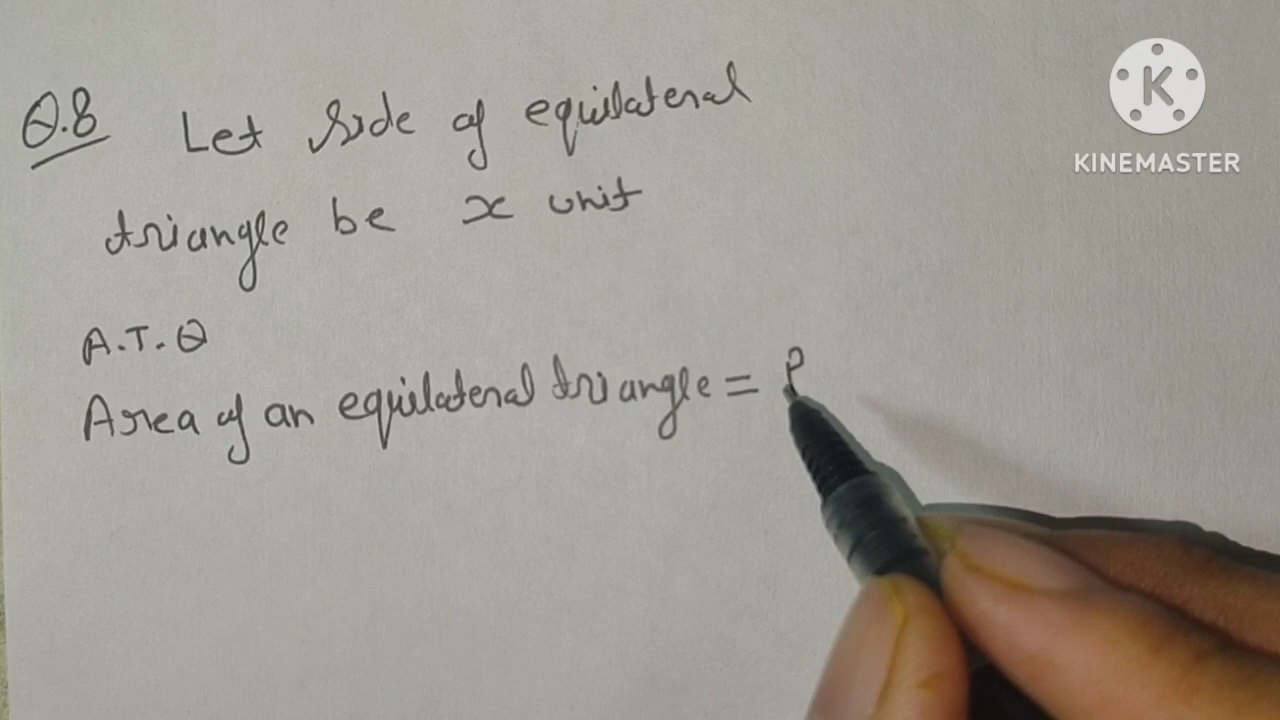 Q.8 Let side of equilateral
triangle be x unit
A.T.Q
Area of an equilateral triangle = P
K
KINEMASTER